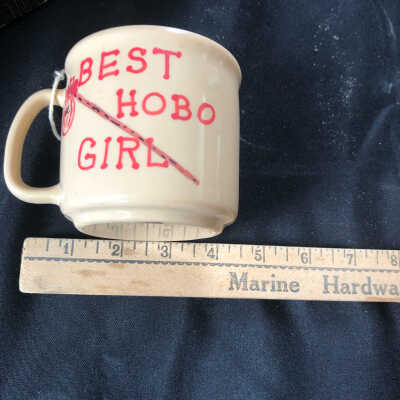 BEST
HOBO
GIRL
1 2 3 4 5 6 7 8
Marine Hardwa